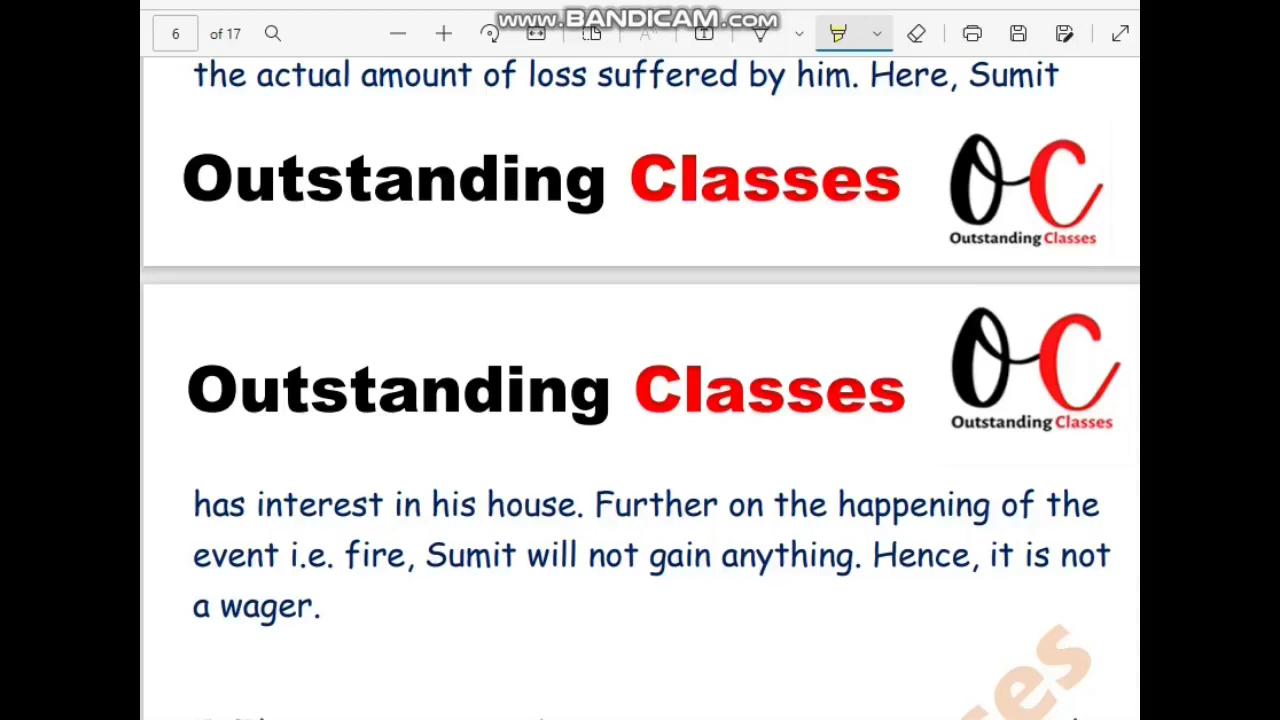 www.BANDICAM.com
6 of 17
the actual amount of loss suffered by him. Here, Sumit
Outstanding Classes
OC
Outstanding Classes
Outstanding Classes
OC
Outstanding Classes
has interest in his house. Further on the happening of the
event i.e. fire, Sumit will not gain anything. Hence, it is not
a wager.